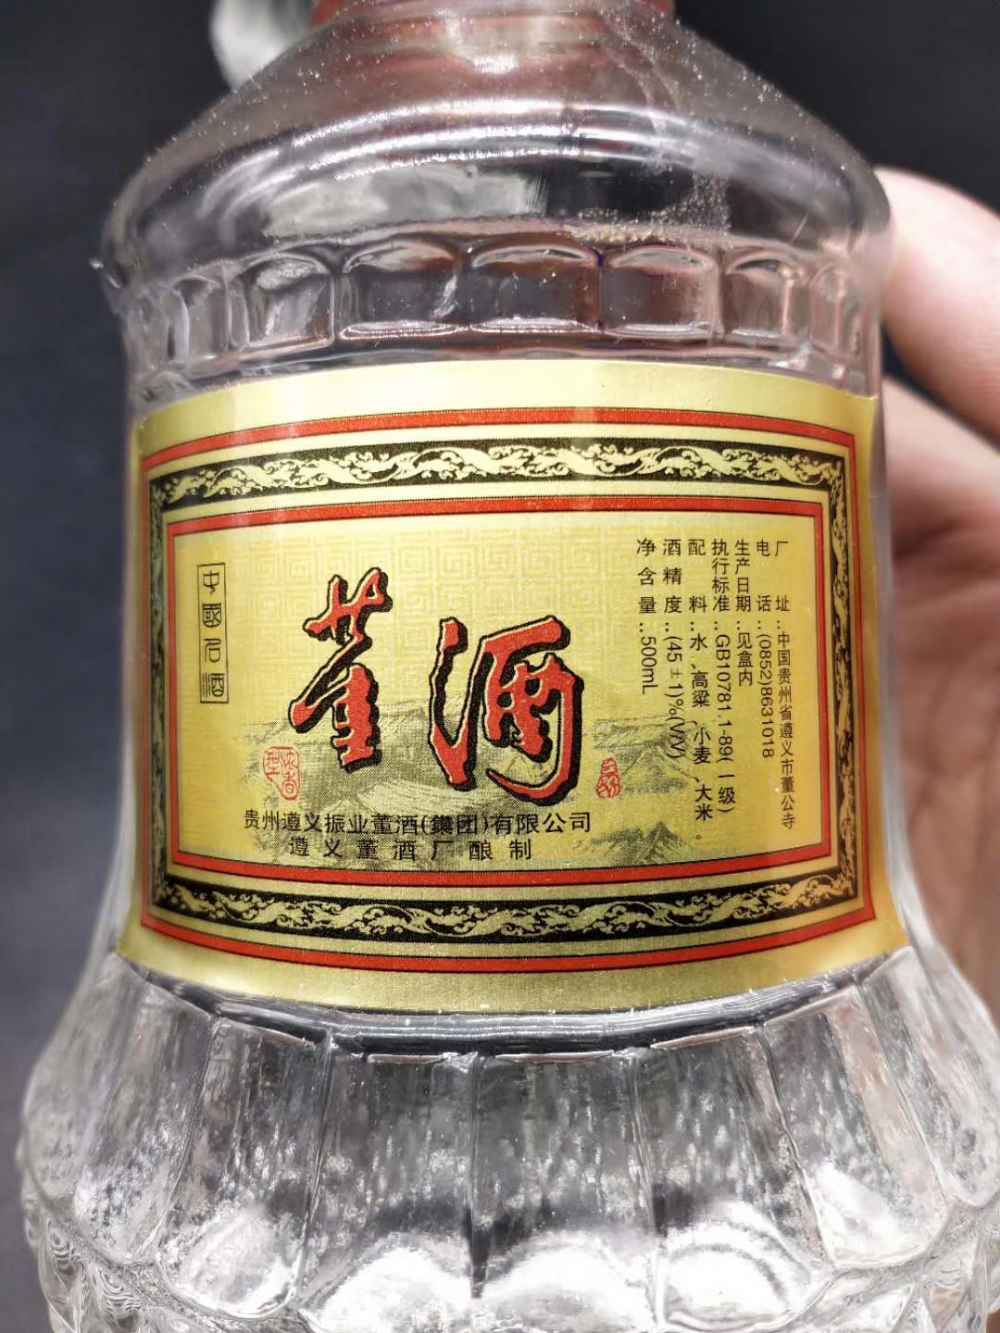 中國名酒
董酒
贵州遵义振业董酒(集团)有限公司
遵义董酒厂酿制
厂址:中国贵州省遵义市董公寺
电话:(0852)8631018
生产日期:见盒内
执行标准:GB10781.1-89(一级)
配料:水、高粱、小麦、大米。
酒精度:(45±1)%(V/V)
净含量:500mL